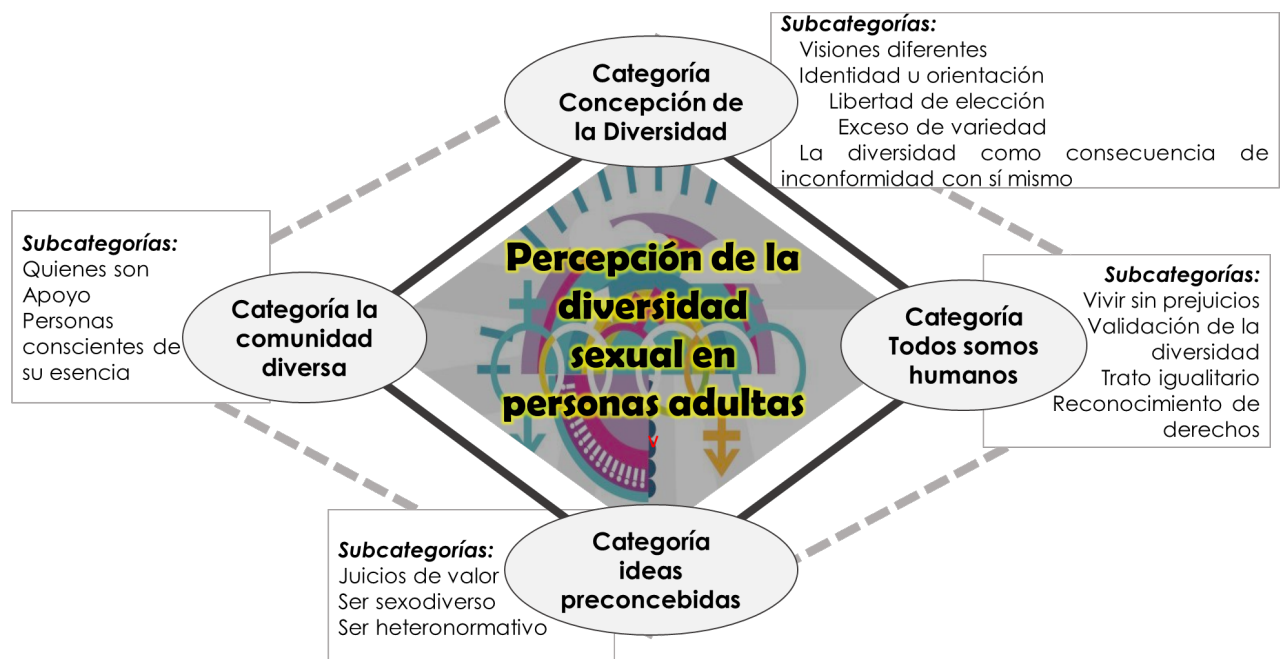 Categoría
Concepción de
la Diversidad
Subcategorías:
Visiones diferentes
Identidad u orientación
Libertad de elección
Exceso de variedad
La diversidad como consecuencia de
inconformidad con sí mismo
Subcategorías:
Quienes son
Apoyo
Personas
conscientes de
su esencia
Categoría la
comunidad
diversa
Percepción de la
diversidad
sexual en
personas adultas
Categoría
Todos somos
humanos
Subcategorías:
Vivir sin prejuicios
Validación de la
diversidad
Trato igualitario
Reconocimiento de
derechos
Subcategorías:
Juicios de valor
Ser sexodiverso
Ser heteronormativo
Categoría
ideas
preconcebidas